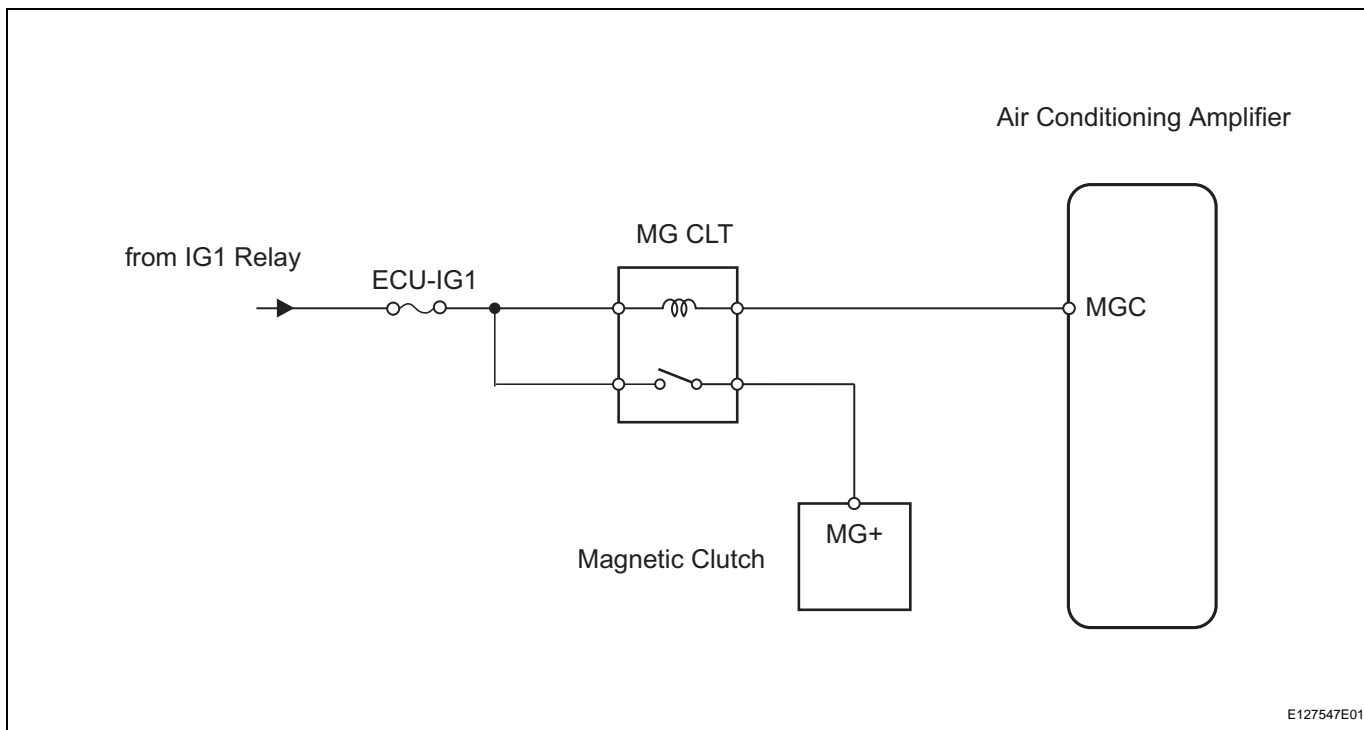 Air Conditioning Amplifier
MG CLT
from IG1 Relay
ECU-IG1
MGC
MG+
Magnetic Clutch
E127547E01